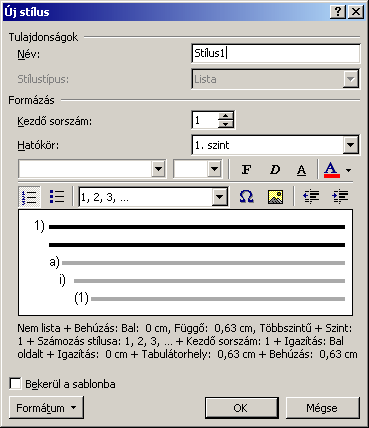 Új stílus
Tulajdonságok
Név: Stílus1
Stílustípus: Lista
Formázás
Kezdő sorszám: 1
Hatókör: 1. szint
F D A A
1, 2, 3, ... Ω
1)
a)
i)
(1)
Nem lista + Behúzás: Bal:  0 cm, Függő:  0,63 cm, Többszintű + Szint:
1 + Számozás stílusa: 1, 2, 3, ... + Kezdő sorszám: 1 + Igazítás: Bal
oldalt + Igazítás:  0 cm + Tabulátorhely:  0,63 cm + Behúzás:  0,63 cm
Bekerül a sablonba
Formátum OK Mégse